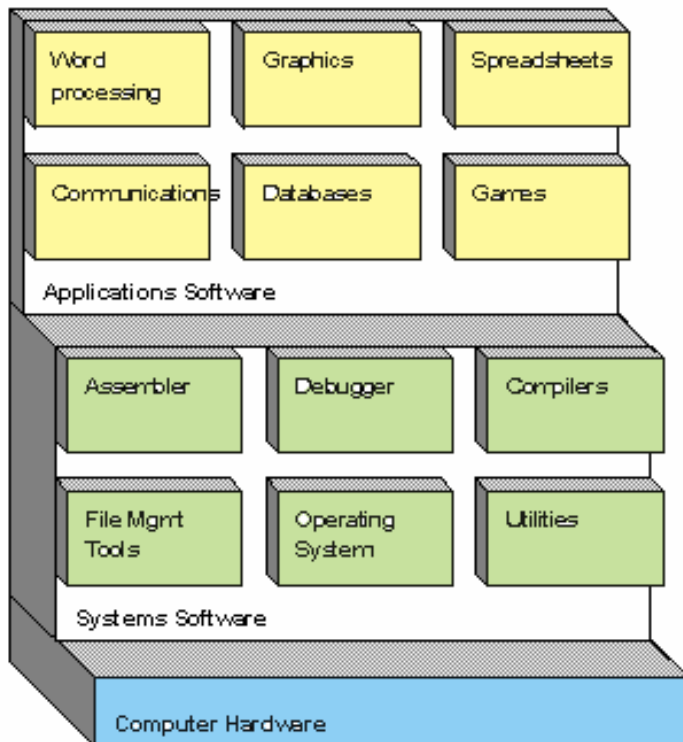 Word
processing
Graphics
Spreadsheets
Communications
Databases
Games
Applications Software
Assembler
Debugger
Compilers
File Mgmt
Tools
Operating
System
Utilities
Systems Software
Computer Hardware